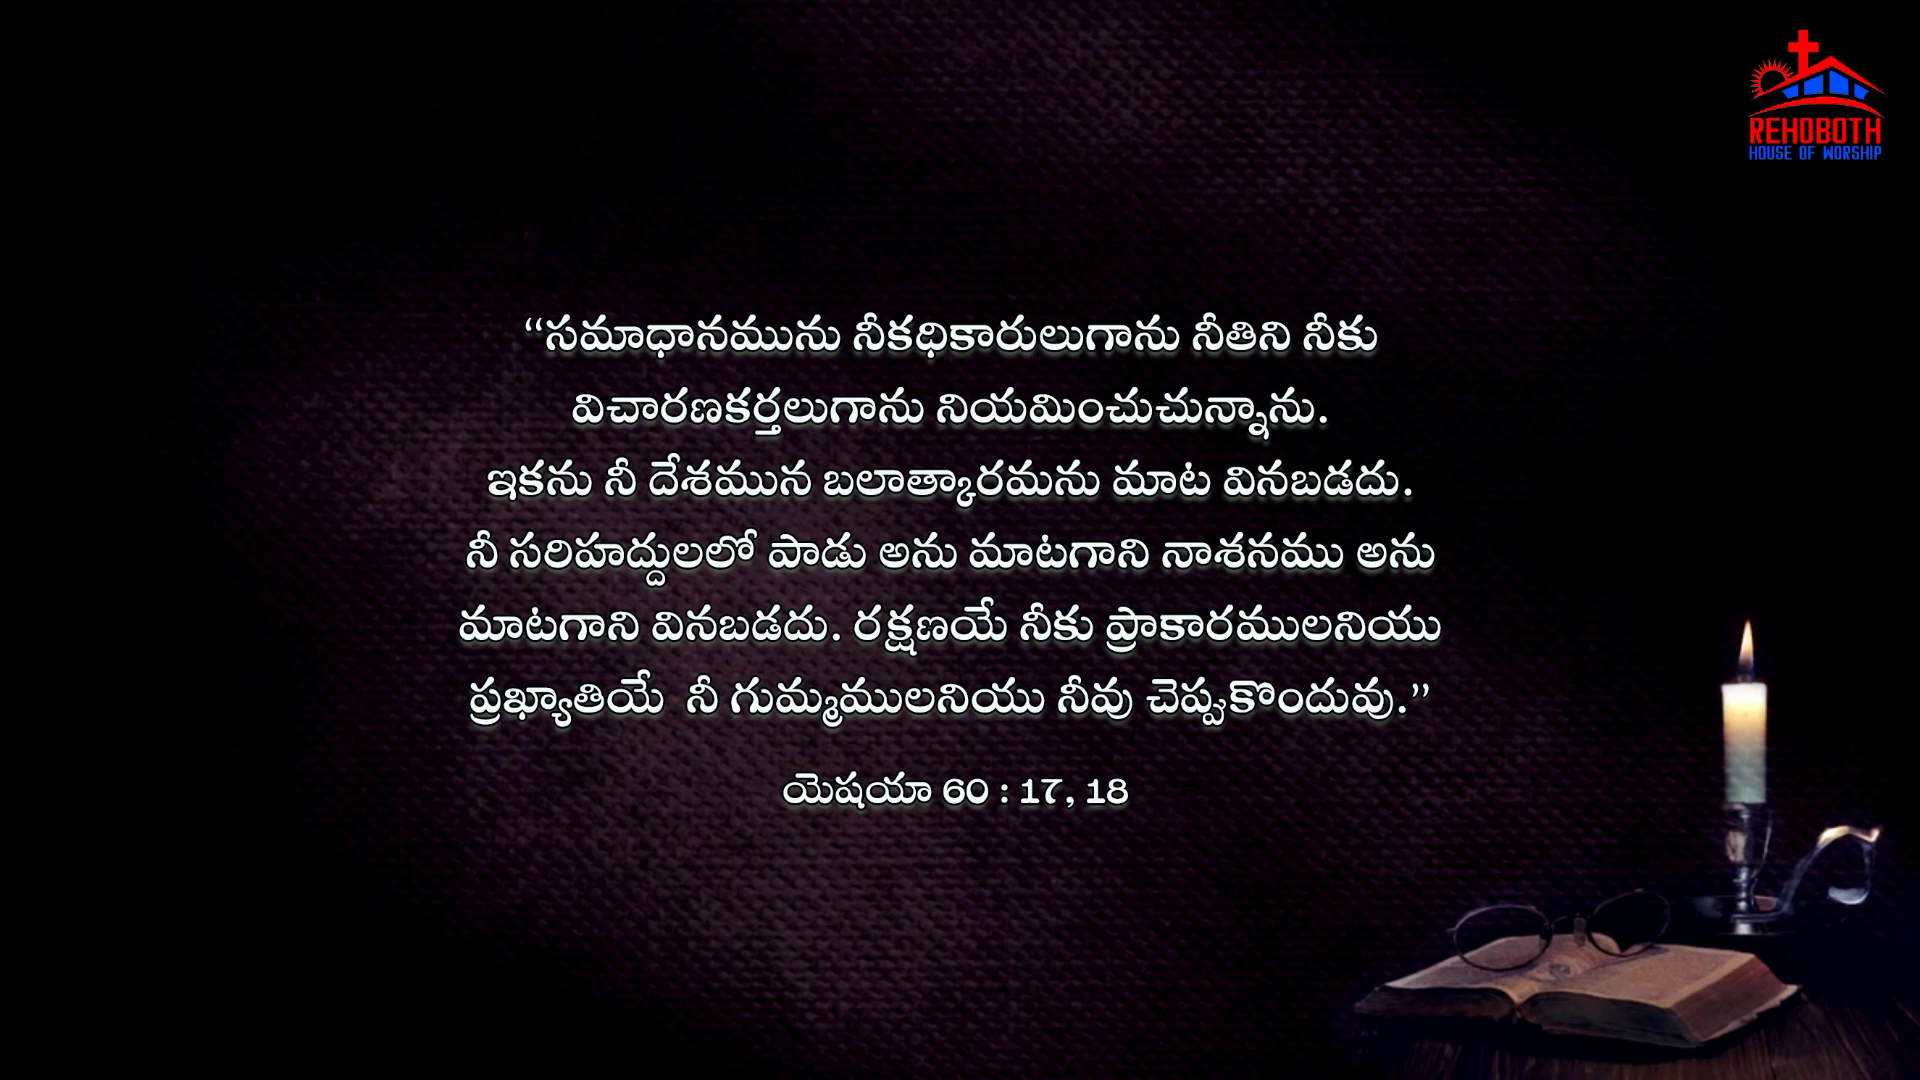 “సమాధానమును నీకధికారులుగాను నీతిని నీకు
విచారణకర్తలుగాను నియమించుచున్నాను.
ఇకను నీ దేశమున బలాత్కారమను మాట వినబడదు.
నీ సరిహద్దులలో పాడు అను మాటగాని నాశనము అను
మాటగాని వినబడదు. రక్షణయే నీకు ప్రాకారములనియు
ప్రఖ్యాతియే  నీ గుమ్మములనియు నీవు చెప్పుకొందువు.”
యెషయా 60 : 17, 18
REHOBOTH
HOUSE OF WORSHIP